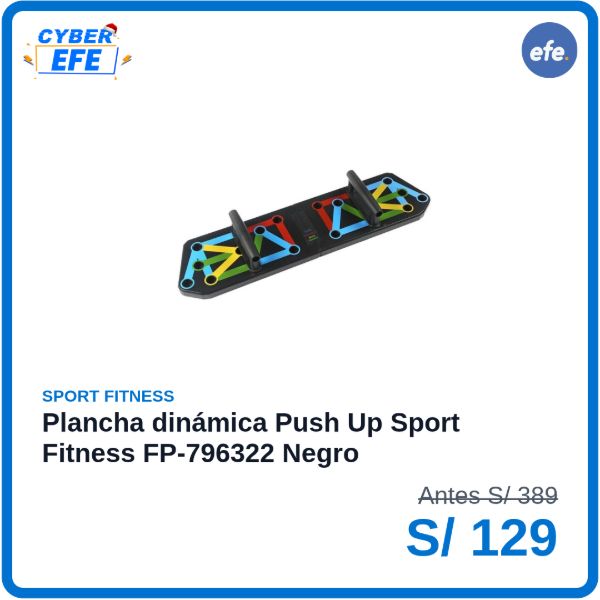 CYBER
EFE
efe.
SPORT FITNESS
Plancha dinámica Push Up Sport
Fitness FP-796322 Negro
Antes S/ 389
S/ 129